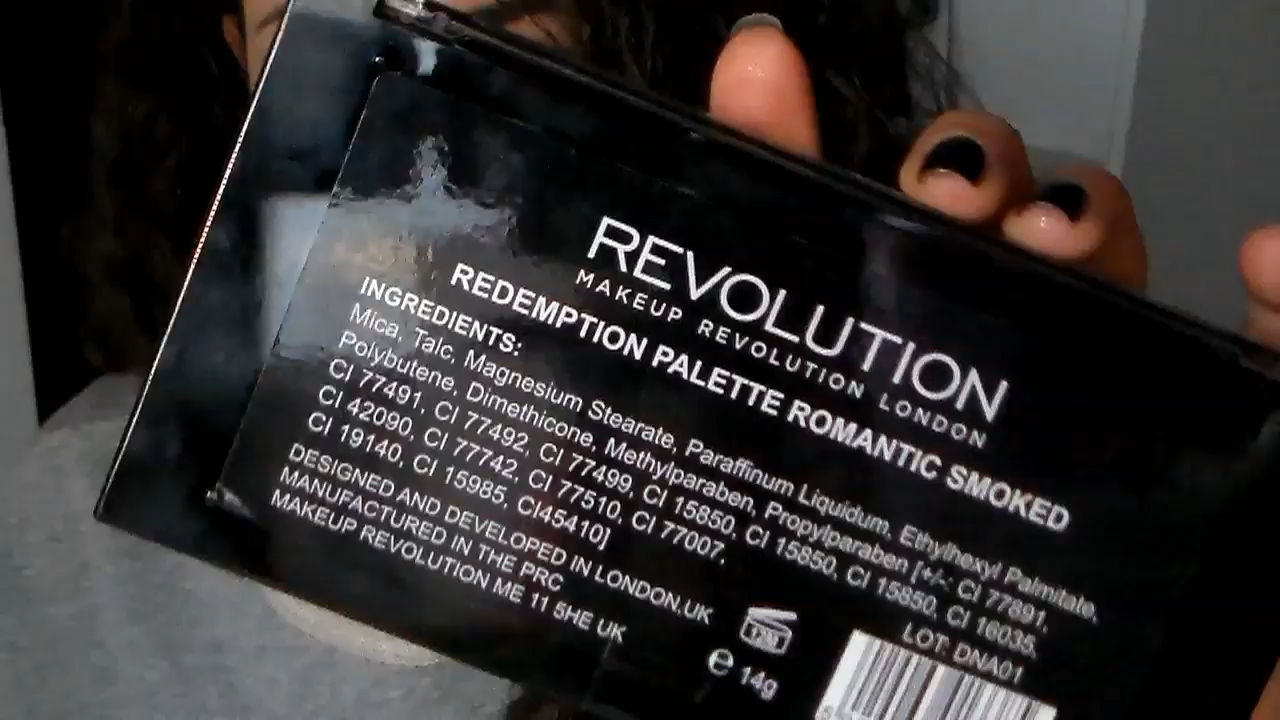 REVOLUTION
MAKEUP REVOLUTION LONDON
REDEMPTION PALETTE ROMANTIC SMOKED
INGREDIENTS:
Mica, Talc, Magnesium Stearate, Paraffinum Liquidum, Ethylhexyl Palmitate,
Polybutene, Dimethicone, Methylparaben, Propylparaben [+/-: CI 77891,
CI 77491, CI 77492, CI 77499, CI 15850, CI 15850, CI 15850, CI 16035,
CI 42090, CI 77742, CI 77510, CI 77007,
CI 19140, CI 15985, CI45410]
DESIGNED AND DEVELOPED IN LONDON.UK
MANUFACTURED IN THE PRC
MAKEUP REVOLUTION ME 11 5HE UK
LOT: DNA01
e 14g